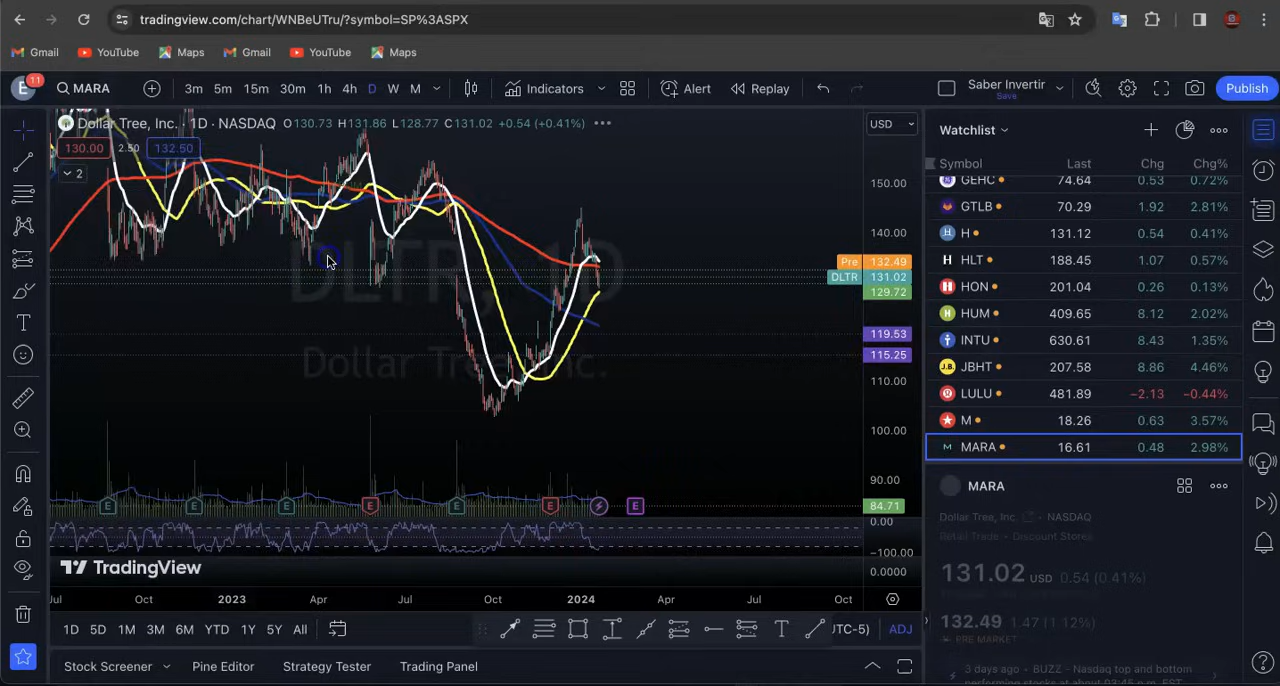 tradingview.com/chart/WNBeUTru/?symbol=SP%3ASPX
Gmail YouTube Maps Gmail YouTube Maps
E 11 MARA 3m 5m 15m 30m 1h 4h D W M Indicators Alert Replay Saber Invertir Save Publish
Dollar Tree, Inc. · 1D · NASDAQ O130.73 H131.86 L128.77 C131.02 +0.54 (+0.41%) USD
130.00 2.50 132.50
2
DLTR, 1D
Dollar Tree, Inc.
150.00
140.00
Pre 132.49
DLTR 131.02
129.72
119.53
115.25
110.00
100.00
90.00
84.71
0.00
−100.00
0.0000
E E E E E E E
TradingView
Jul Oct 2023 Apr Jul Oct 2024 Apr Jul Oct
1D 5D 1M 3M 6M YTD 1Y 5Y All UTC-5) ADJ
Stock Screener Pine Editor Strategy Tester Trading Panel
Watchlist
Symbol Last Chg Chg%
GEHC 74.64 0.53 0.72%
GTLB 70.29 1.92 2.81%
H 131.12 0.54 0.41%
HLT 188.45 1.07 0.57%
HON 201.04 0.26 0.13%
HUM 409.65 8.12 2.02%
INTU 630.61 8.43 1.35%
JBHT 207.58 8.86 4.46%
LULU 481.89 −2.13 −0.44%
M 18.26 0.63 3.57%
MARA 16.61 0.48 2.98%
MARA
Dollar Tree, Inc. · NASDAQ
Retail Trade · Discount Stores
131.02 USD 0.54 (0.41%)
132.49 1.47 (1.12%)
PRE MARKET
3 days ago · BUZZ - Nasdaq top and bottom
performing stocks at about 03:45 p.m. EST